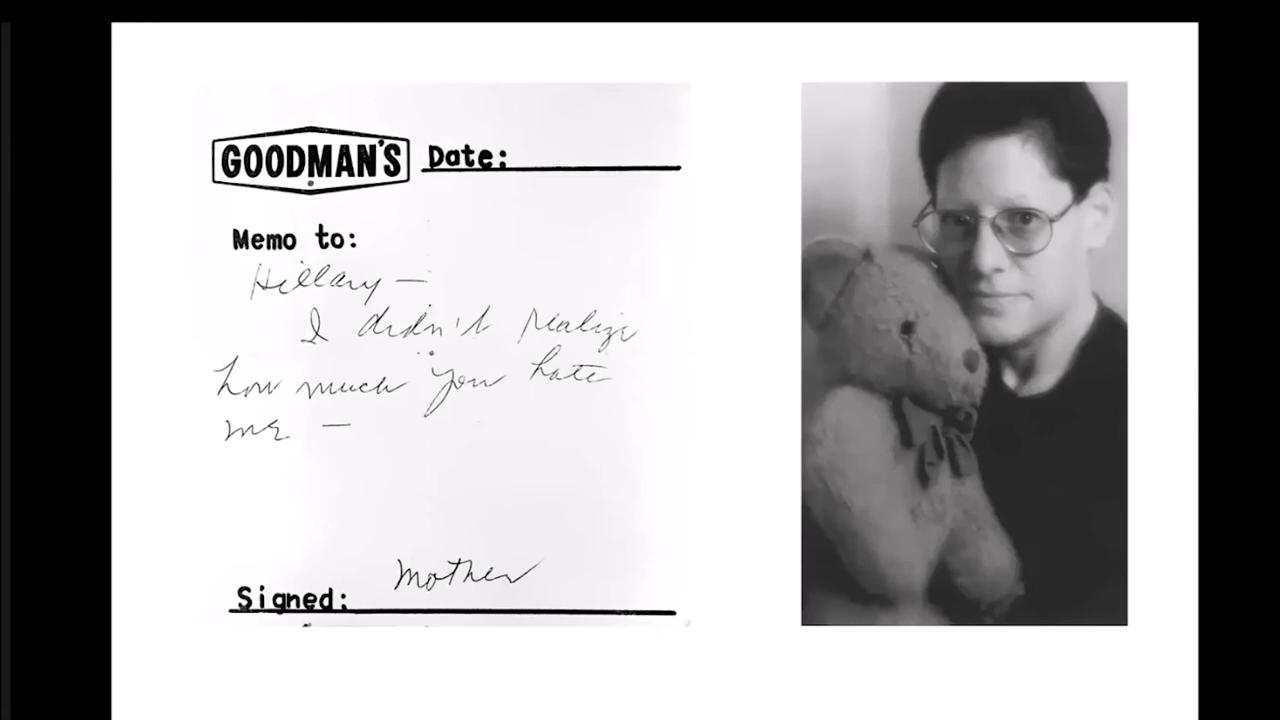 GOODMAN'S Date:
Memo to:
Hillary —
I didn't realize
how much you hate
me —
Mother
Signed: